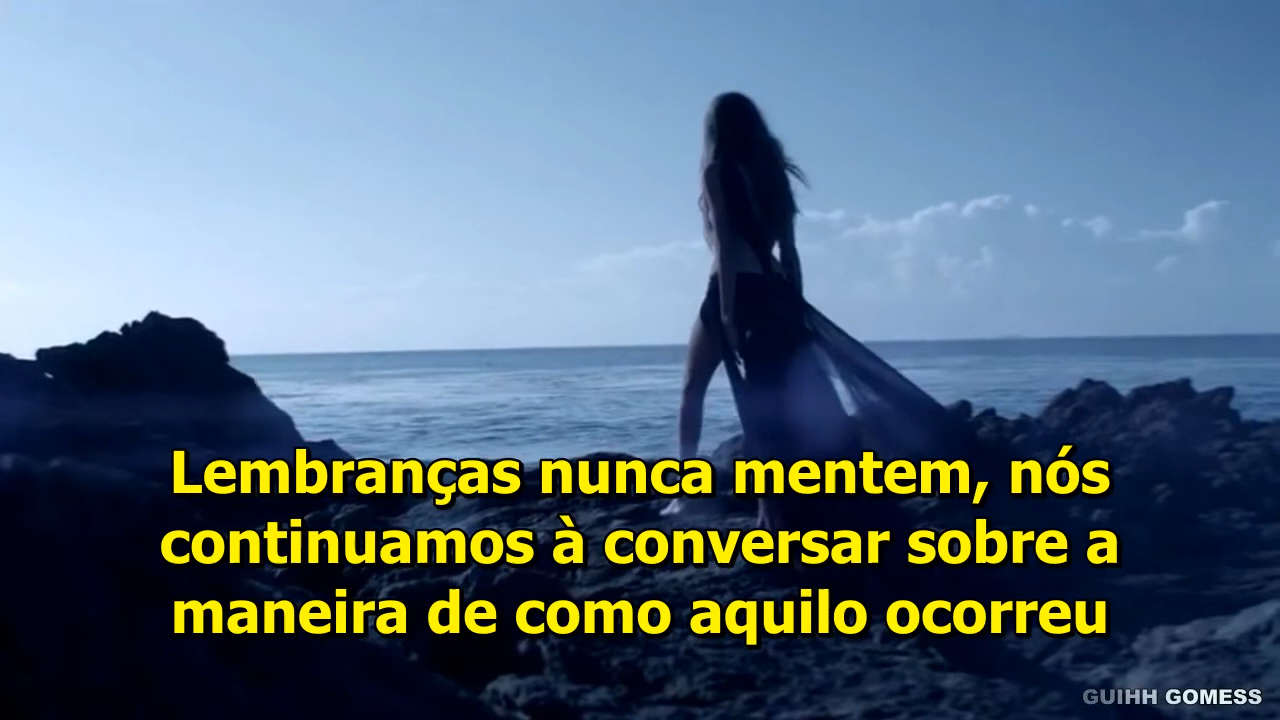 Lembranças nunca mentem, nós
continuamos à conversar sobre a
maneira de como aquilo ocorreu
GUIHH GOMESS